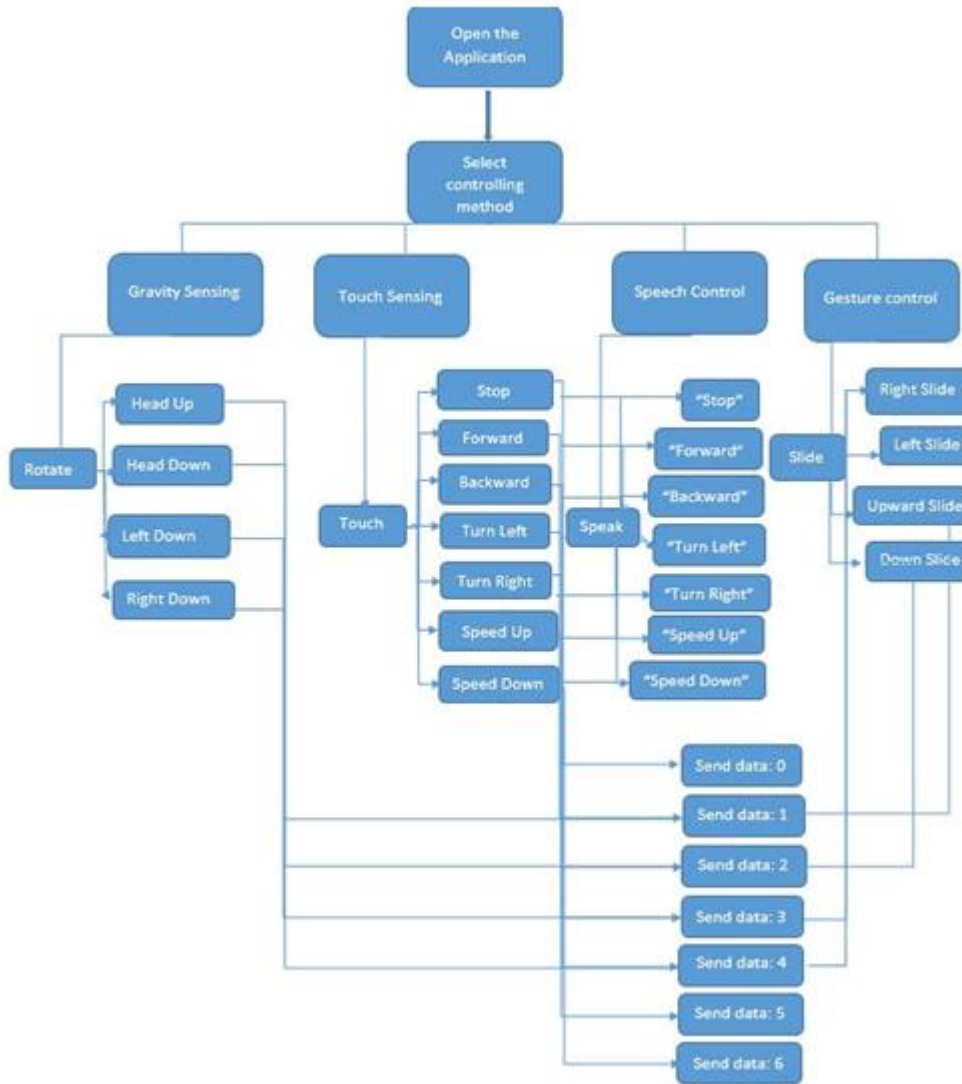 Open the
Application
Select
controlling
method
Gravity Sensing
Touch Sensing
Speech Control
Gesture control
Rotate
Head Up
Head Down
Left Down
Right Down
Touch
Stop
Forward
Backward
Turn Left
Turn Right
Speed Up
Speed Down
Speak
"Stop"
"Forward"
"Backward"
"Turn Left"
"Turn Right"
"Speed Up"
"Speed Down"
Slide
Right Slide
Left Slide
Upward Slide
Down Slide
Send data: 0
Send data: 1
Send data: 2
Send data: 3
Send data: 4
Send data: 5
Send data: 6